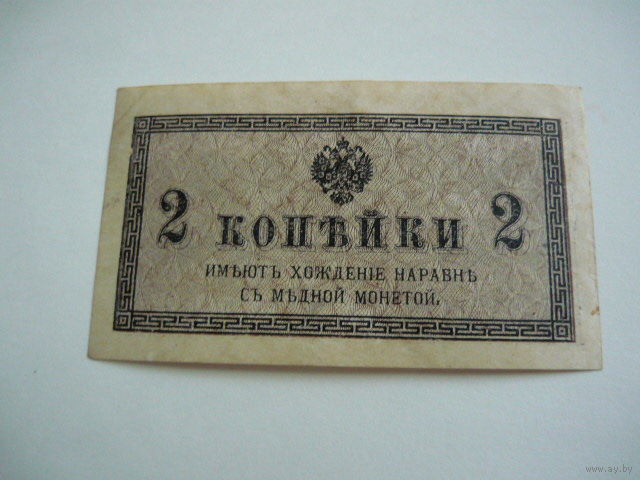 2 КОПѢЙКИ 2
ИМѢЮТЪ ХОЖДЕНІЕ НАРАВНѢ
СЪ МѢДНОЙ МОНЕТОЙ.
www.ay.by